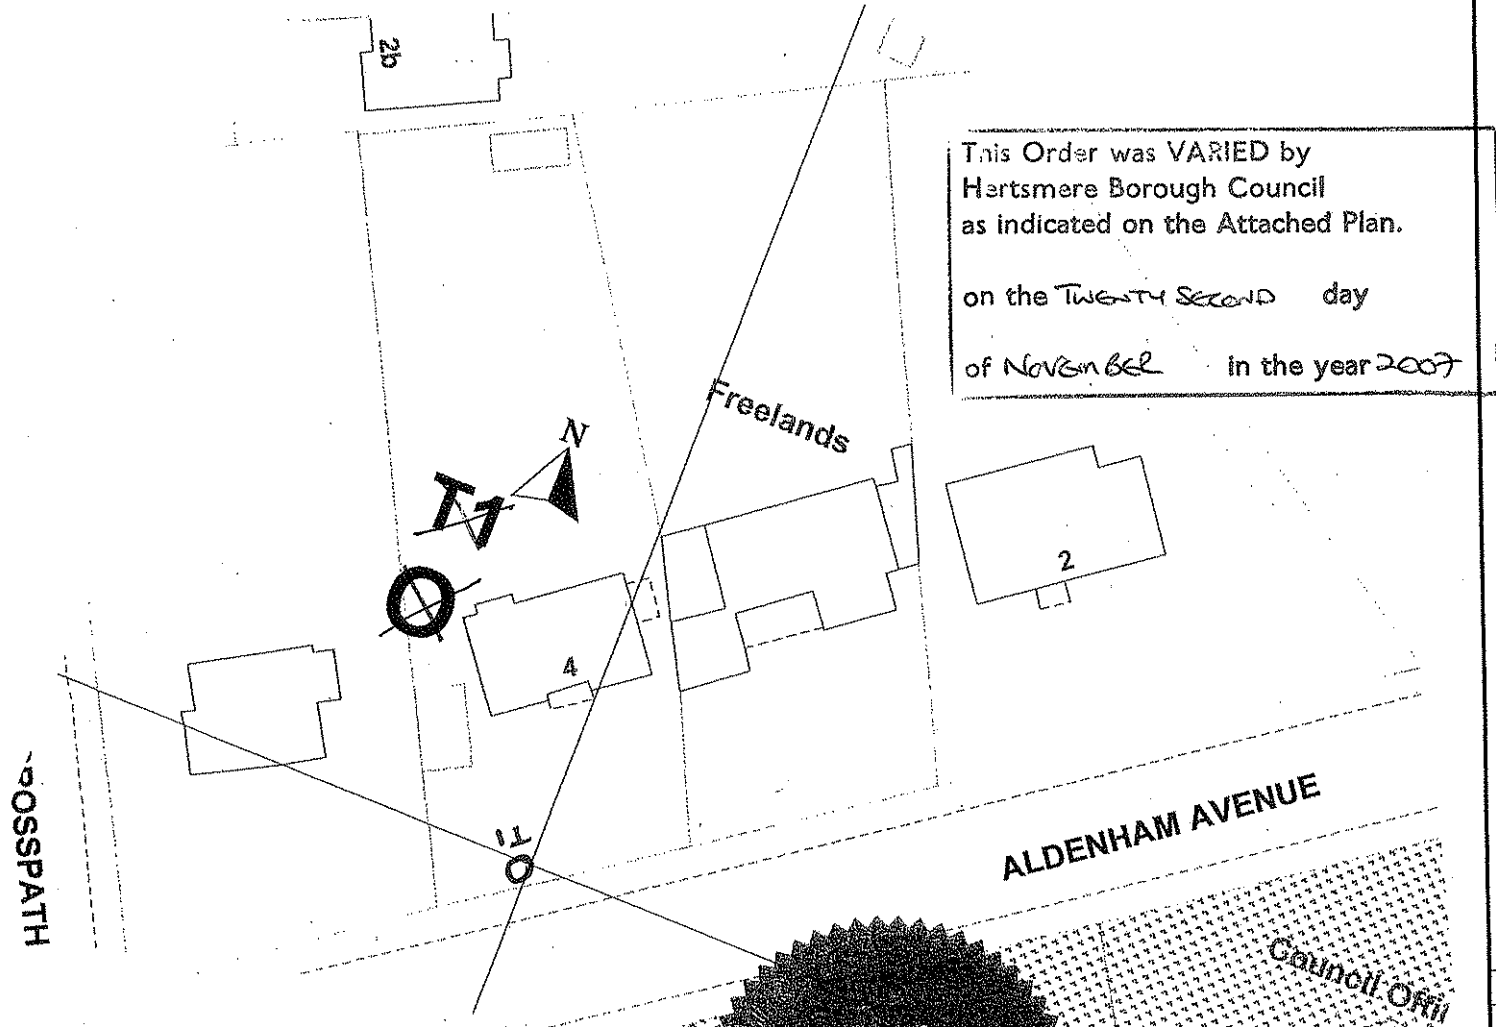 2b
This Order was VARIED by
Hertsmere Borough Council
as indicated on the Attached Plan.
on the TWENTY SECOND day
of NOVEMBER in the year 2007
Freelands
N
T1
2
4
T1
ALDENHAM AVENUE
Council Offi